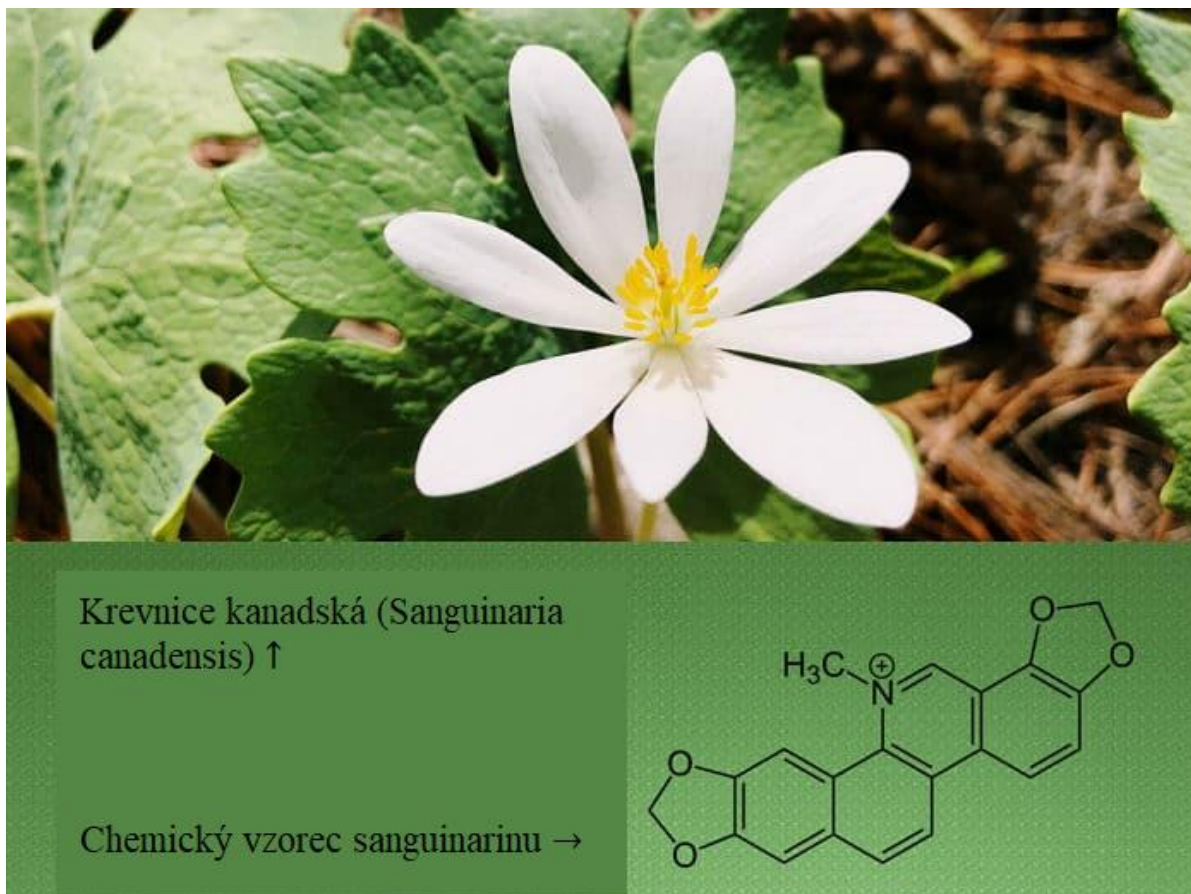 Krevnice kanadská (Sanguinaria
canadensis) ↑
Chemický vzorec sanguinarinu →
H₃C
N
⊕
O
O
O
O